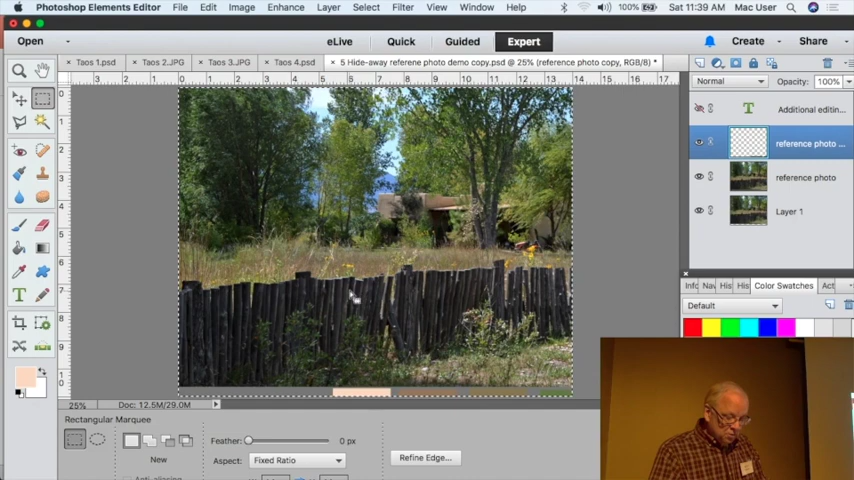 Photoshop Elements Editor File Edit Image Enhance Layer Select Filter View Window Help 100% Sat 11:39 AM Mac User
Open eLive Quick Guided Expert Create Share
Taos 1.psd Taos 2.JPG Taos 3.JPG Taos 4.psd 5 Hide-away referene photo demo copy.psd @ 25% (reference photo copy, RGB/8) *
Normal Opacity: 100%
Additional editin...
reference photo ...
reference photo
Layer 1
Info Nav His His Color Swatches Act
Default
25% Doc: 12.5M/29.0M
Rectangular Marquee
New
Feather: 0 px
Aspect: Fixed Ratio
Refine Edge...
Anti-aliasing